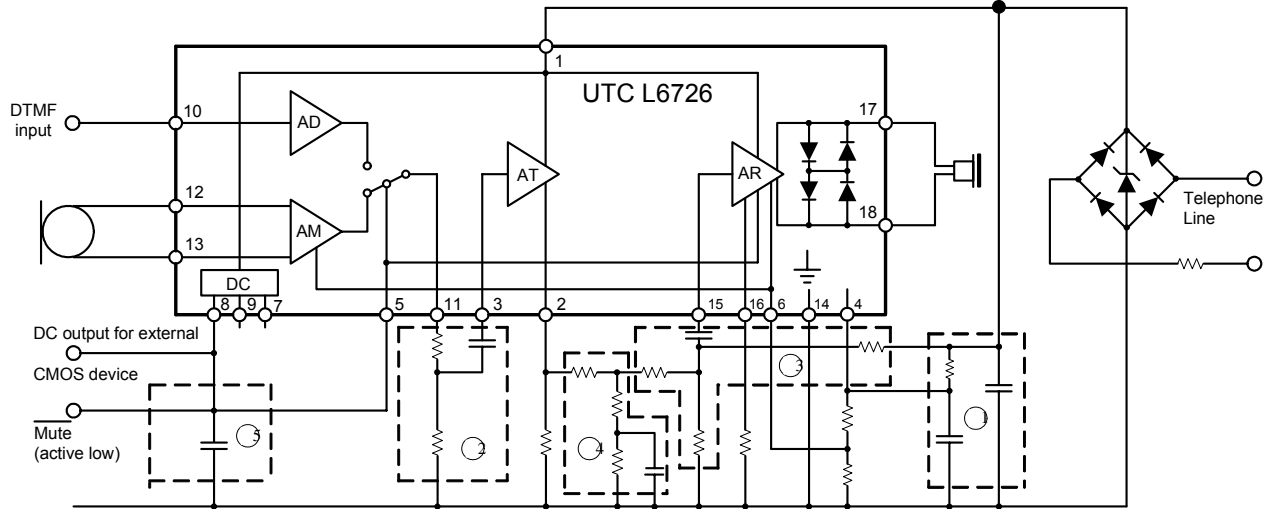 1
UTC L6726
10
17
DTMF
input
AD
AT
AR
12
Telephone
Line
AM
18
13
DC
8
9
7
5
11
3
2
15
16
6
14
4
DC output for external
CMOS device
3
1
5
2
4
Mute
(active low)